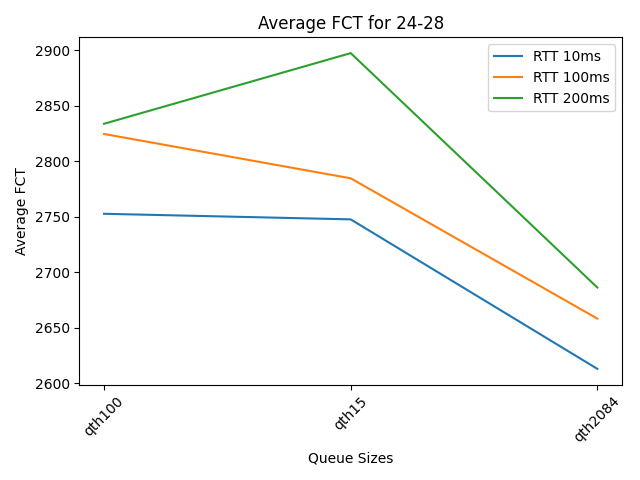 Average FCT for 24-28
RTT 10ms
RTT 100ms
RTT 200ms
2900
2850
2800
2750
2700
2650
2600
Average FCT
qth100
qth15
qth2084
Queue Sizes